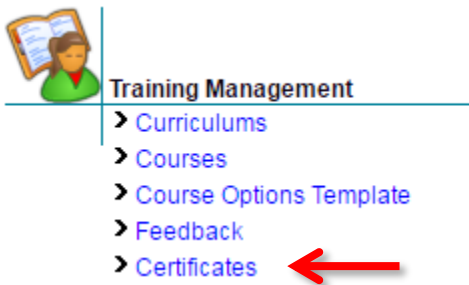 Training Management
Curriculums
Courses
Course Options Template
Feedback
Certificates